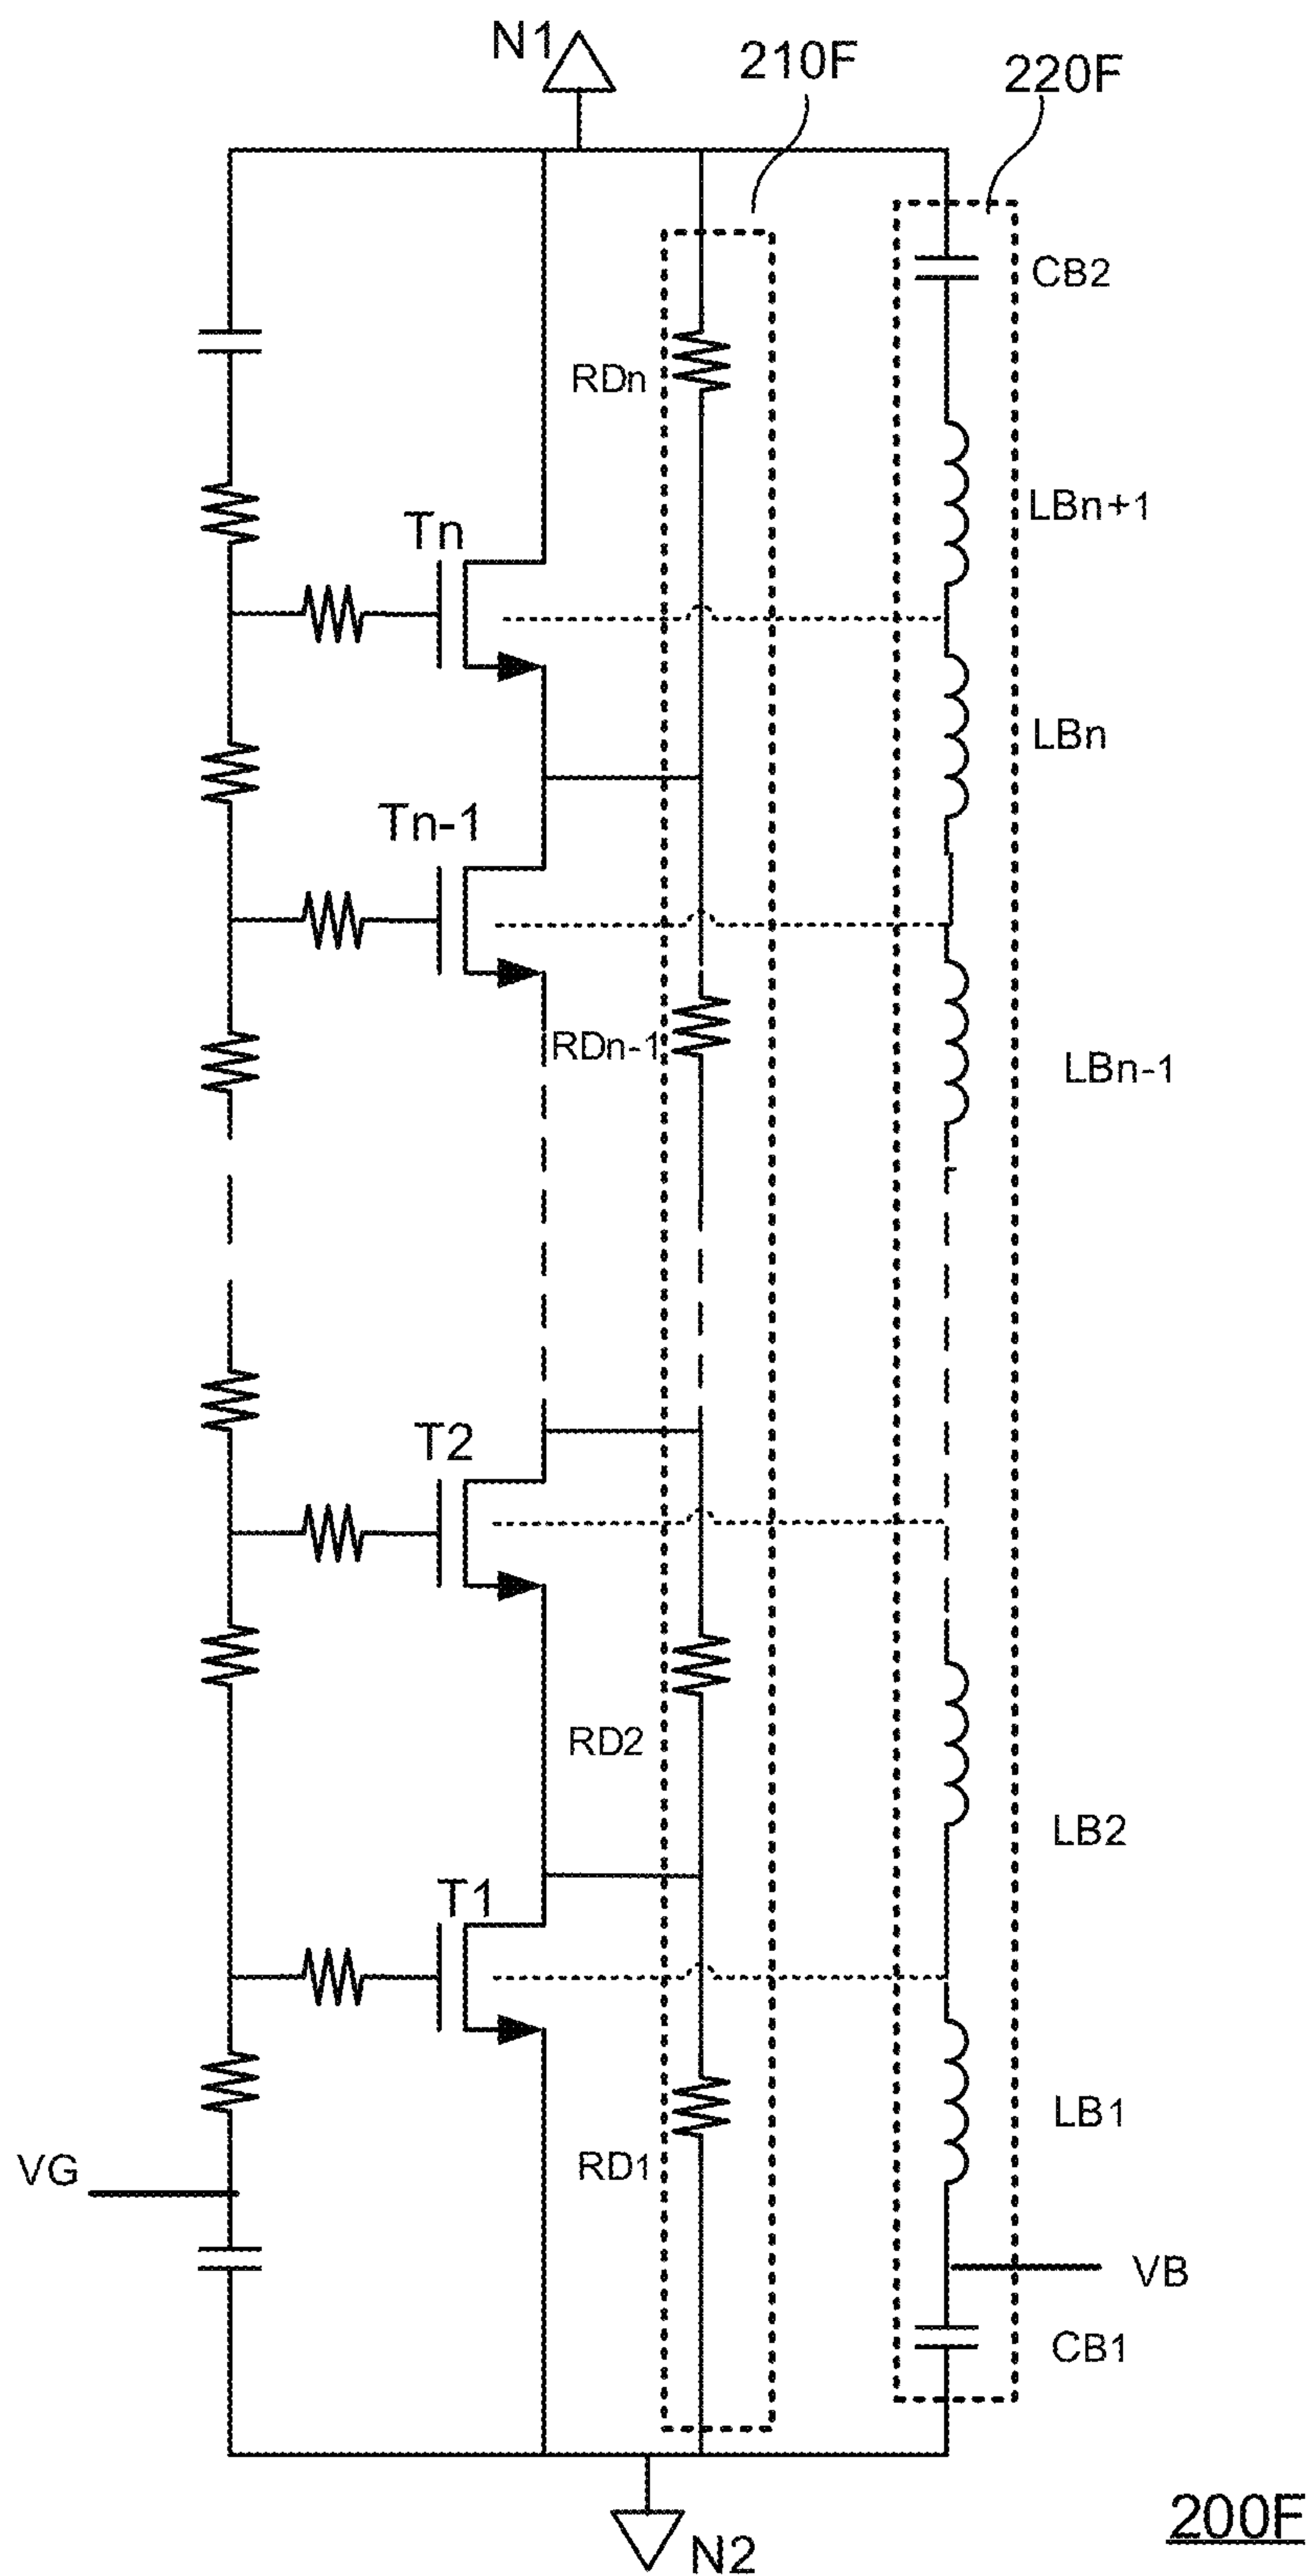 N1
210F
220F
CB2
RDn
LBn+1
Tn
LBn
Tn-1
RDn-1
LBn-1
T2
RD2
LB2
T1
LB1
RD1
VG
VB
CB1
200F
N2